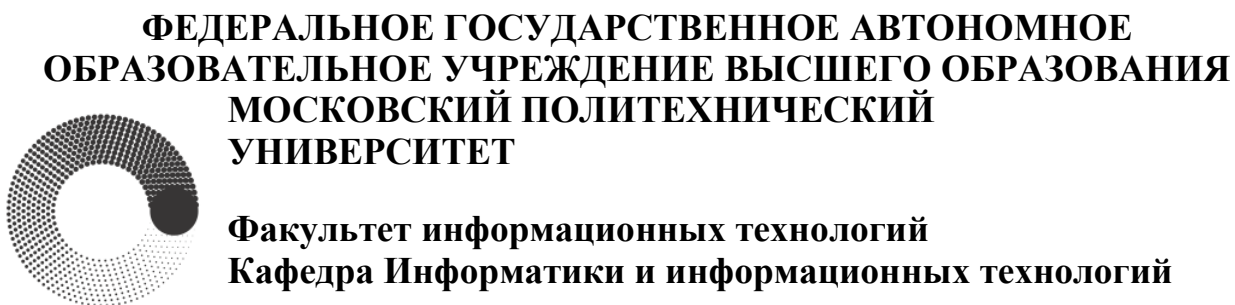 ФЕДЕРАЛЬНОЕ ГОСУДАРСТВЕННОЕ АВТОНОМНОЕ
ОБРАЗОВАТЕЛЬНОЕ УЧРЕЖДЕНИЕ ВЫСШЕГО ОБРАЗОВАНИЯ
МОСКОВСКИЙ ПОЛИТЕХНИЧЕСКИЙ
УНИВЕРСИТЕТ
Факультет информационных технологий
Кафедра Информатики и информационных технологий